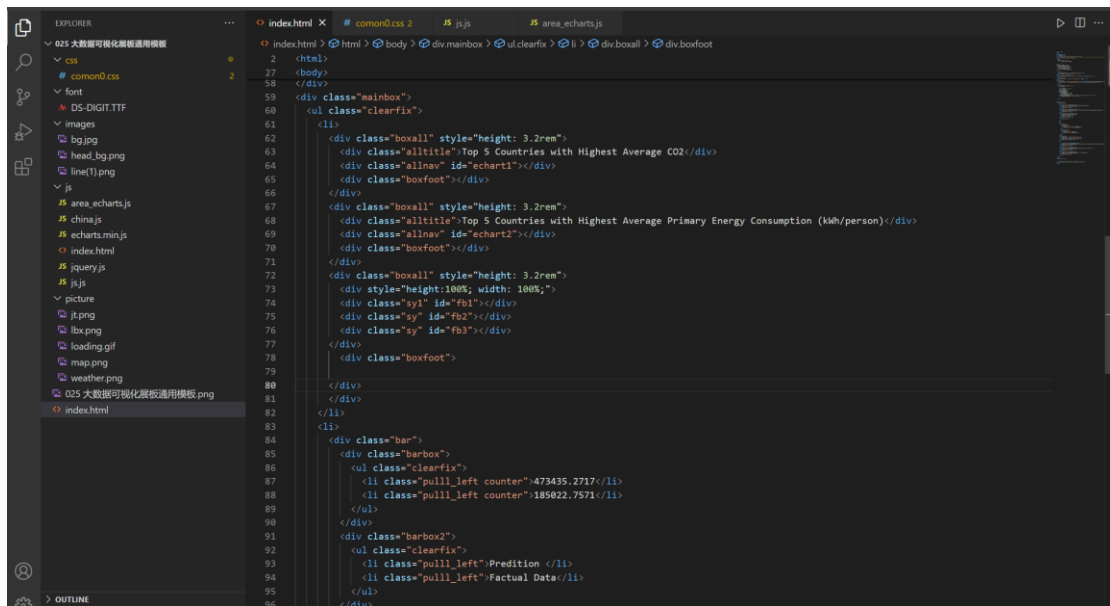 EXPLORER
025 大数据可视化展板通用模板
css
# comon0.css 2
font
DS-DIGIT.TTF
images
bg.jpg
head_bg.png
line(1).png
js
JS area_echarts.js
JS china.js
JS echarts.min.js
<> index.html
JS jquery.js
JS js.js
picture
jt.png
lbx.png
loading.gif
map.png
weather.png
025 大数据可视化展板通用模板.png
<> index.html
> OUTLINE
<> index.html × # comon0.css 2 JS js.js JS area_echarts.js
<> index.html > html > body > div.mainbox > ul.clearfix > li > div.boxall > div.boxfoot
2 <html>
27 <body>
58 </div>
59 <div class="mainbox">
60 <ul class="clearfix">
61 <li>
62 <div class="boxall" style="height: 3.2rem">
63 <div class="alltitle">Top 5 Countries with Highest Average CO2</div>
64 <div class="allnav" id="echart1"></div>
65 <div class="boxfoot"></div>
66 </div>
67 <div class="boxall" style="height: 3.2rem">
68 <div class="alltitle">Top 5 Countries with Highest Average Primary Energy Consumption (kWh/person)</div>
69 <div class="allnav" id="echart2"></div>
70 <div class="boxfoot"></div>
71 </div>
72 <div class="boxall" style="height: 3.2rem">
73 <div style="height:100%; width: 100%;">
74 <div class="sy1" id="fb1"></div>
75 <div class="sy" id="fb2"></div>
76 <div class="sy" id="fb3"></div>
77 </div>
78 <div class="boxfoot">
79
80 </div>
81 </div>
82 </li>
83 <li>
84 <div class="bar">
85 <div class="barbox">
86 <ul class="clearfix">
87 <li class="pulll_left counter">473435.2717</li>
88 <li class="pulll_left counter">185022.7571</li>
89 </ul>
90 </div>
91 <div class="barbox2">
92 <ul class="clearfix">
93 <li class="pulll_left">Predition </li>
94 <li class="pulll_left">Factual Data</li>
95 </ul>
96 </div>